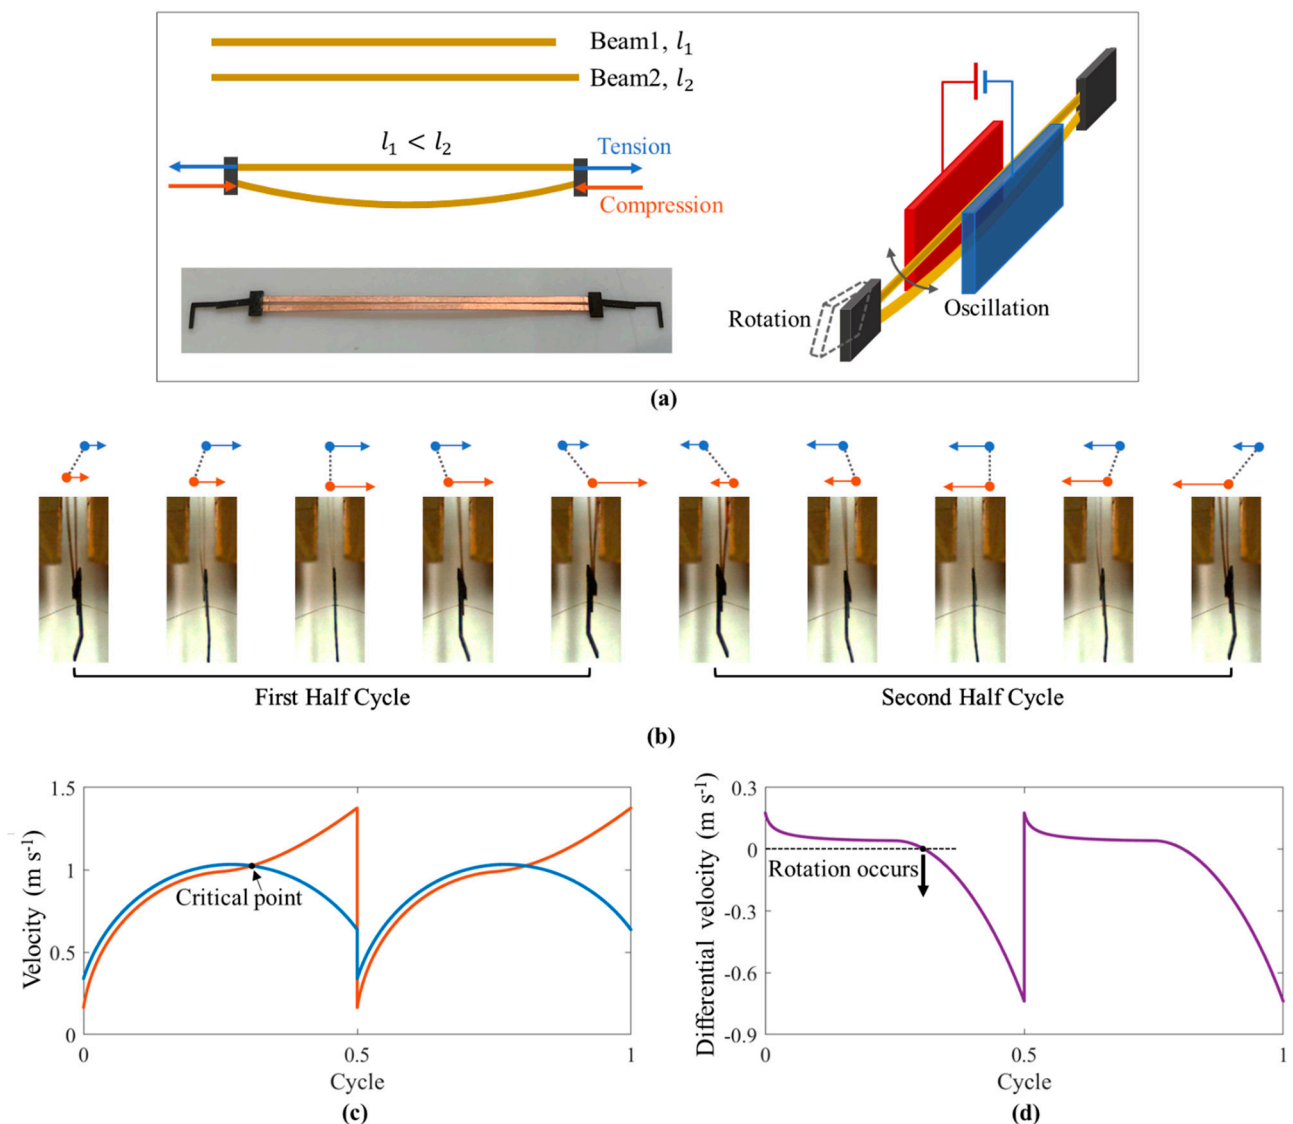 Beam1, l₁
Beam2, l₂
l₁ < l₂
Tension
Compression
Rotation
Oscillation
(a)
First Half Cycle
Second Half Cycle
(b)
Velocity (m s⁻¹)
1.5
1
0.5
0
Critical point
0
0.5
1
Cycle
(c)
Differential velocity (m s⁻¹)
0.3
0
-0.3
-0.6
-0.9
Rotation occurs
0
0.5
1
Cycle
(d)